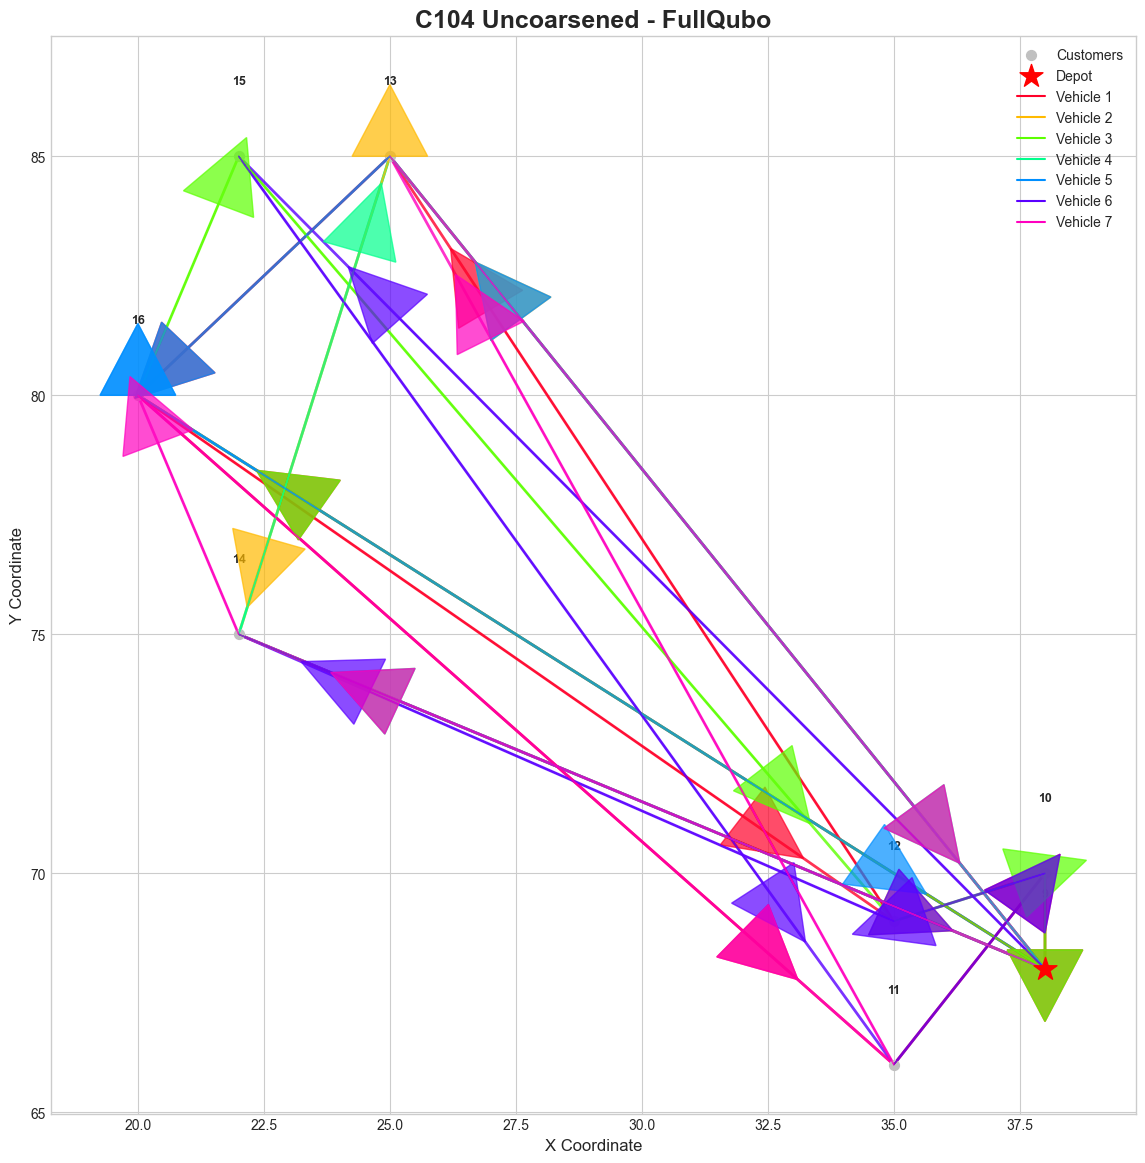 C104 Uncoarsened - FullQubo
Customers
Depot
Vehicle 1
Vehicle 2
Vehicle 3
Vehicle 4
Vehicle 5
Vehicle 6
Vehicle 7
15
13
16
14
10
12
11
85
80
75
70
65
Y Coordinate
20.0 22.5 25.0 27.5 30.0 32.5 35.0 37.5
X Coordinate